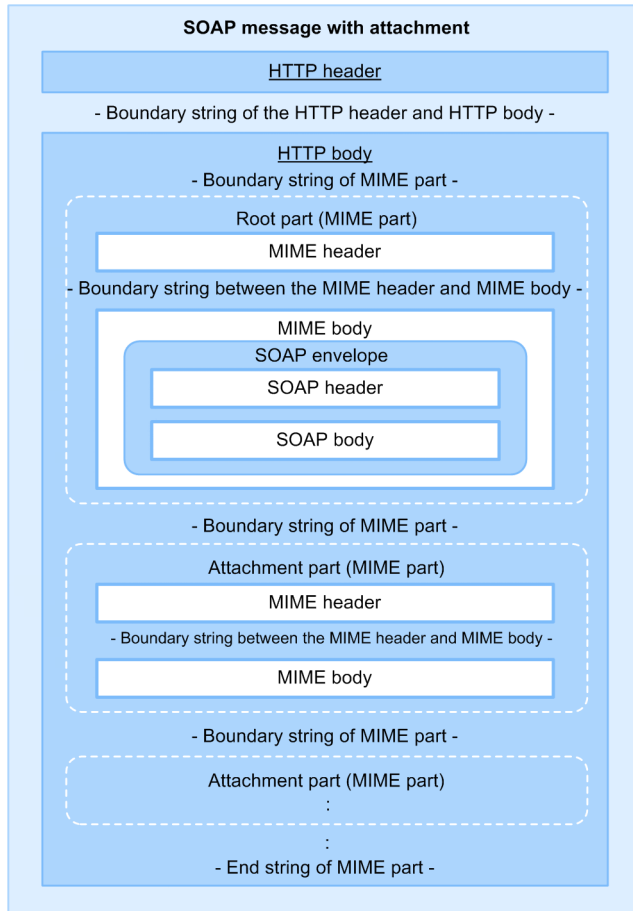 SOAP message with attachment
HTTP header
- Boundary string of the HTTP header and HTTP body -
HTTP body
- Boundary string of MIME part -
Root part (MIME part)
MIME header
- Boundary string between the MIME header and MIME body -
MIME body
SOAP envelope
SOAP header
SOAP body
- Boundary string of MIME part -
Attachment part (MIME part)
MIME header
- Boundary string between the MIME header and MIME body -
MIME body
- Boundary string of MIME part -
Attachment part (MIME part)
:
:
- End string of MIME part -